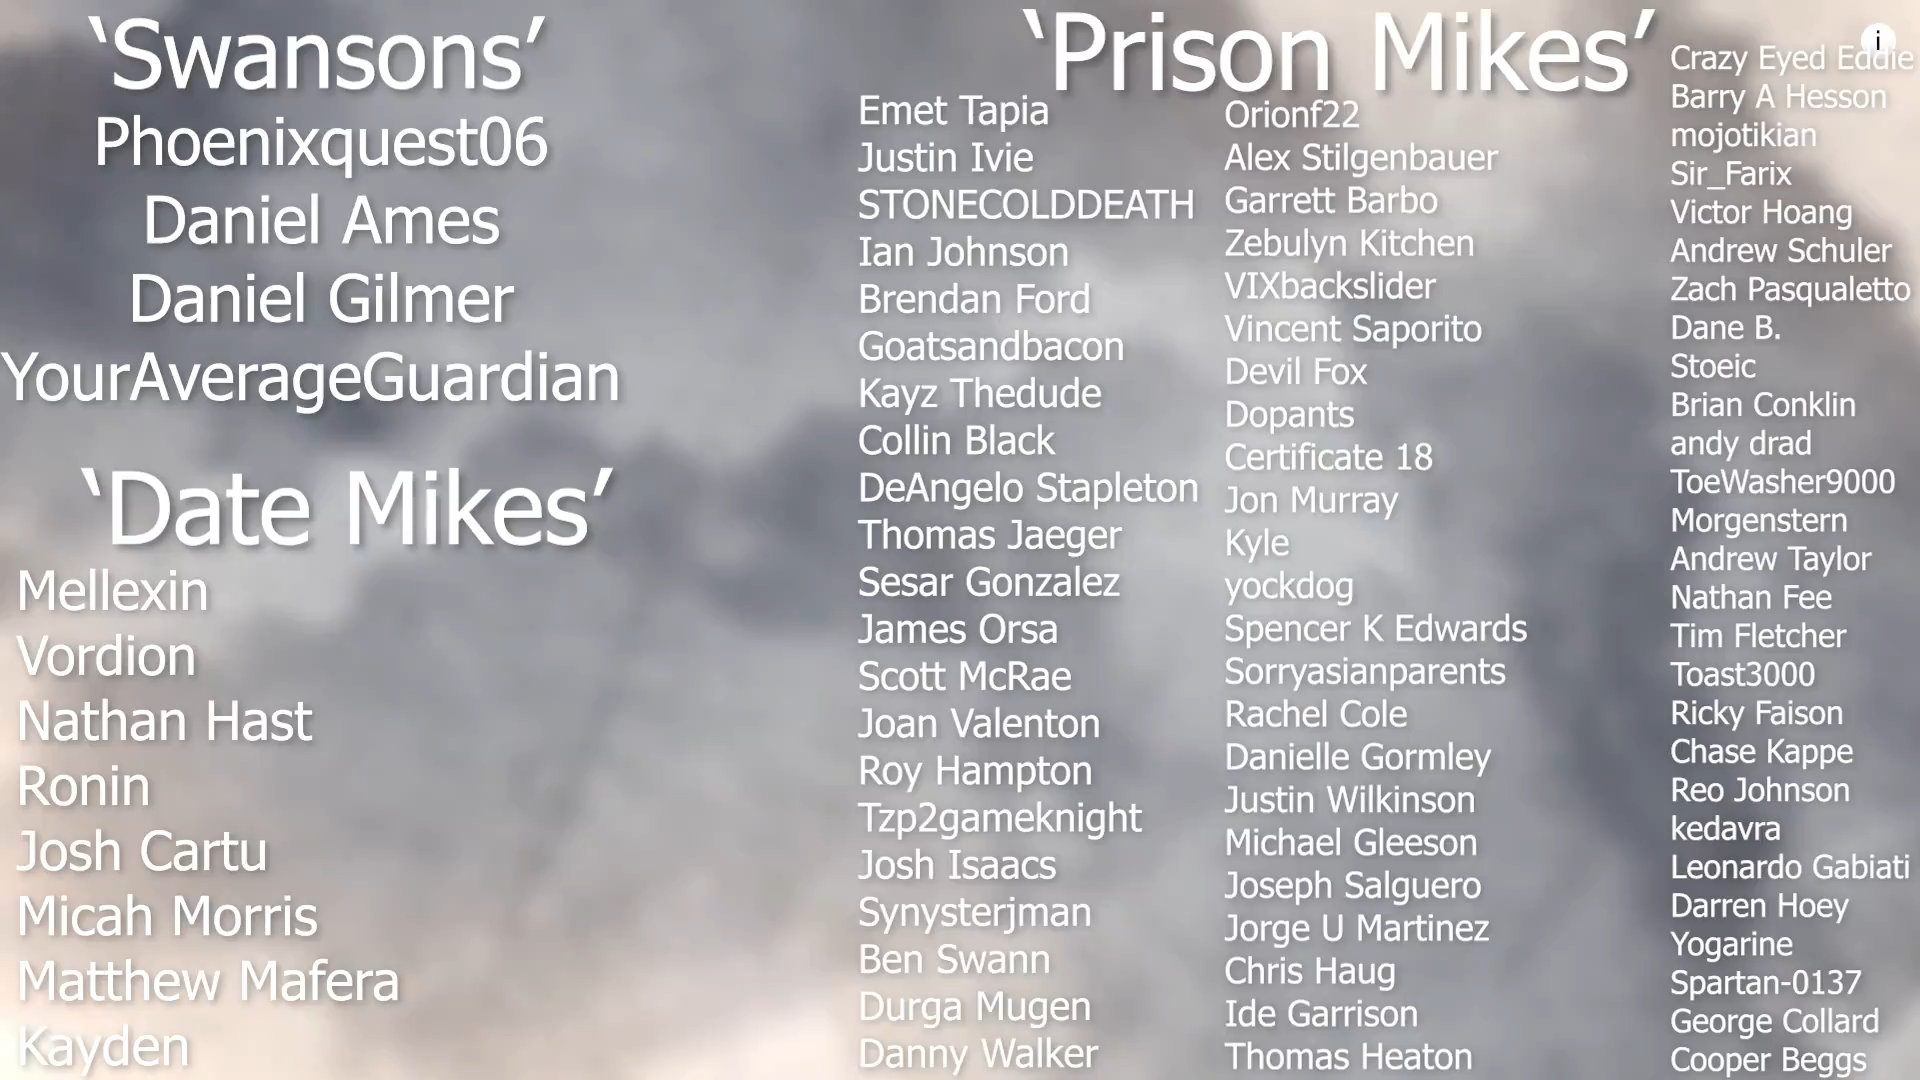 ‘Swansons’
Phoenixquest06
Daniel Ames
Daniel Gilmer
YourAverageGuardian
‘Date Mikes’
Mellexin
Vordion
Nathan Hast
Ronin
Josh Cartu
Micah Morris
Matthew Mafera
Kayden
‘Prison Mikes’
Emet Tapia
Justin Ivie
STONECOLDDEATH
Ian Johnson
Brendan Ford
Goatsandbacon
Kayz Thedude
Collin Black
DeAngelo Stapleton
Thomas Jaeger
Sesar Gonzalez
James Orsa
Scott McRae
Joan Valenton
Roy Hampton
Tzp2gameknight
Josh Isaacs
Synysterjman
Ben Swann
Durga Mugen
Danny Walker
Orionf22
Alex Stilgenbauer
Garrett Barbo
Zebulyn Kitchen
VIXbackslider
Vincent Saporito
Devil Fox
Dopants
Certificate 18
Jon Murray
Kyle
yockdog
Spencer K Edwards
Sorryasianparents
Rachel Cole
Danielle Gormley
Justin Wilkinson
Michael Gleeson
Joseph Salguero
Jorge U Martinez
Chris Haug
Ide Garrison
Thomas Heaton
i
Crazy Eyed Eddie
Barry A Hesson
mojotikian
Sir_Farix
Victor Hoang
Andrew Schuler
Zach Pasqualetto
Dane B.
Stoeic
Brian Conklin
andy drad
ToeWasher9000
Morgenstern
Andrew Taylor
Nathan Fee
Tim Fletcher
Toast3000
Ricky Faison
Chase Kappe
Reo Johnson
kedavra
Leonardo Gabiati
Darren Hoey
Yogarine
Spartan-0137
George Collard
Cooper Beggs